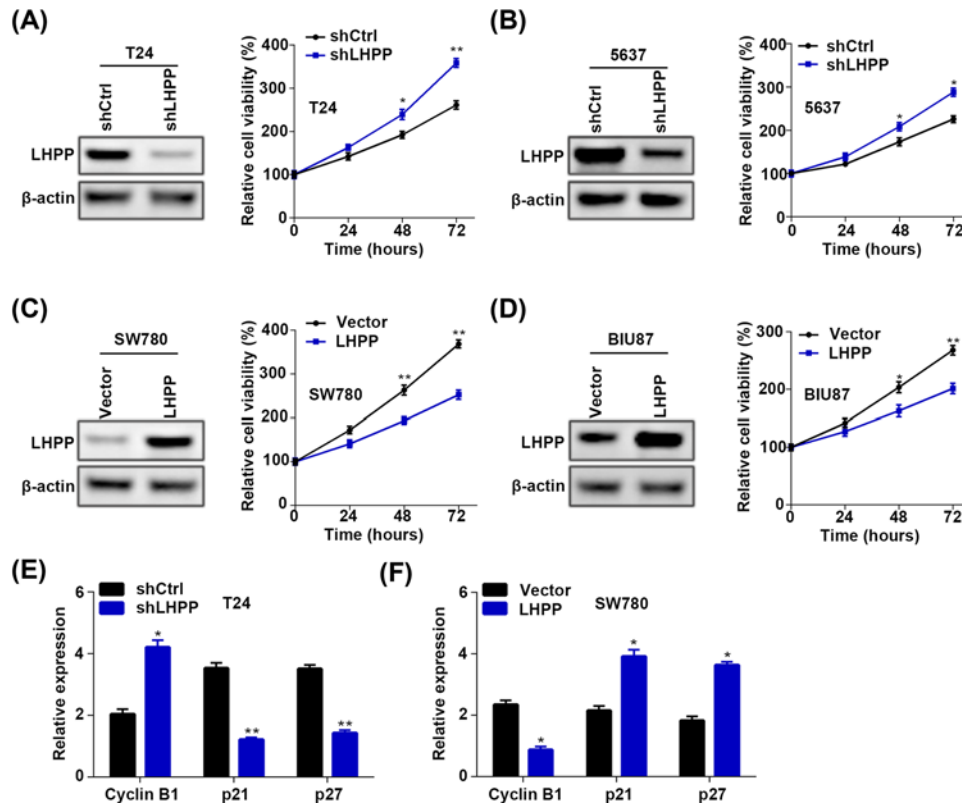 (A)
T24
shCtrl
shLHPP
LHPP
β-actin
shCtrl
shLHPP
T24
Relative cell viability (%)
400
300
200
100
0
*
**
0 24 48 72
Time (hours)
(B)
5637
shCtrl
shLHPP
LHPP
β-actin
shCtrl
shLHPP
5637
Relative cell viability (%)
400
300
200
100
0
*
*
0 24 48 72
Time (hours)
(C)
SW780
Vector
LHPP
LHPP
β-actin
Vector
LHPP
SW780
Relative cell viability (%)
400
300
200
100
0
**
**
0 24 48 72
Time (hours)
(D)
BIU87
Vector
LHPP
LHPP
β-actin
Vector
LHPP
BIU87
Relative cell viability (%)
300
200
100
0
*
**
0 24 48 72
Time (hours)
(E)
shCtrl
shLHPP
T24
Relative expression
6
4
2
0
*
**
**
Cyclin B1 p21 p27
(F)
Vector
LHPP
SW780
Relative expression
6
4
2
0
*
*
*
Cyclin B1 p21 p27